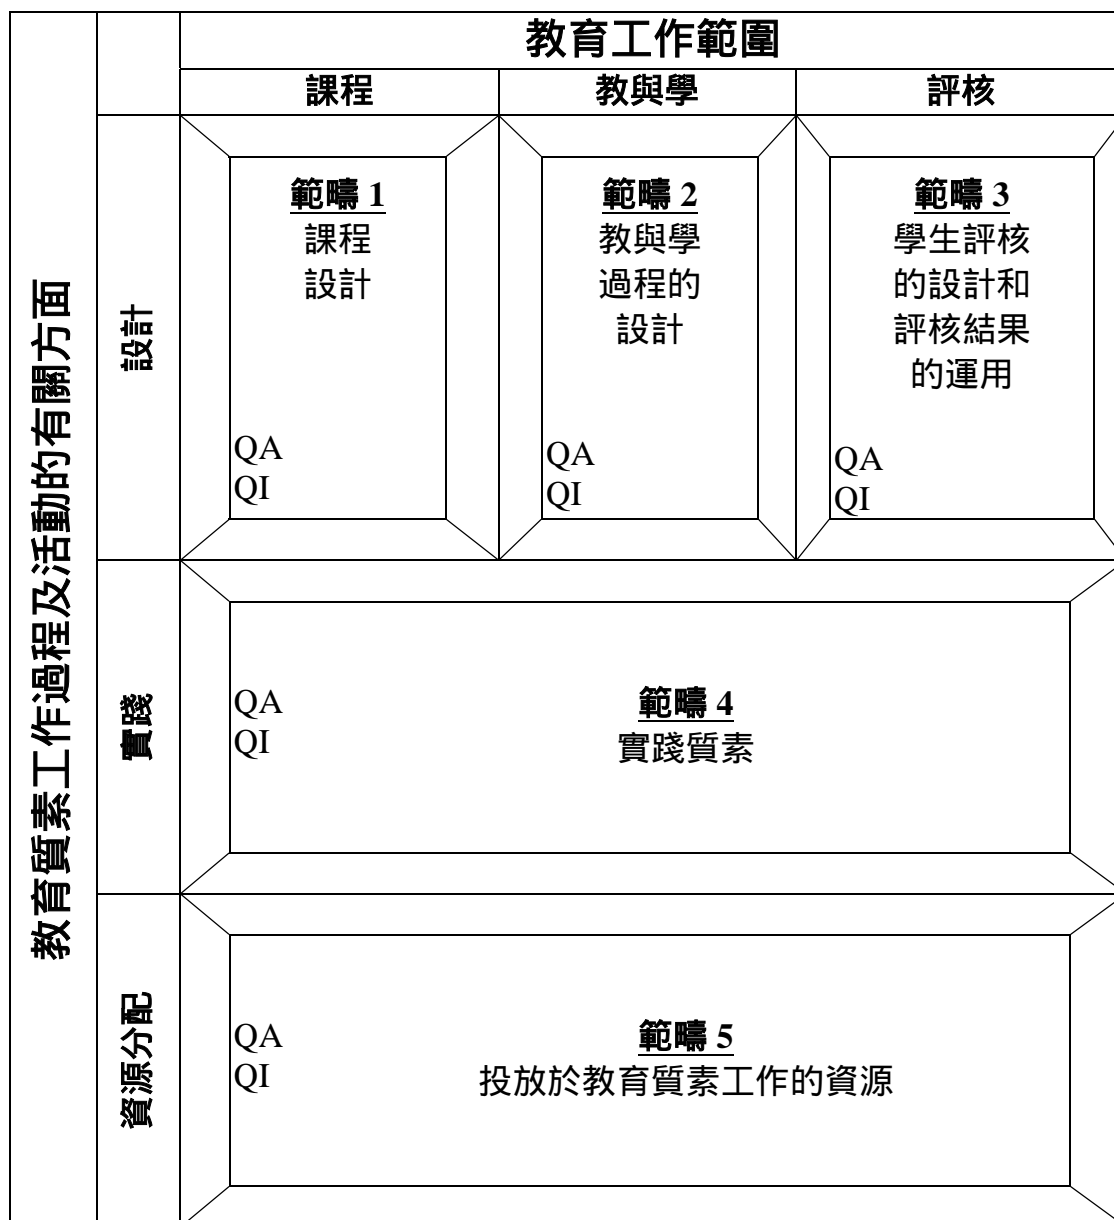 教育工作範圍
課程
教與學
評核
教育質素工作過程及活動的有關方面
設計
範疇 1
課程
設計
QA
QI
範疇 2
教與學
過程的
設計
QA
QI
範疇 3
學生評核
的設計和
評核結果
的運用
QA
QI
實踐
QA
QI
範疇 4
實踐質素
資源分配
QA
QI
範疇 5
投放於教育質素工作的資源